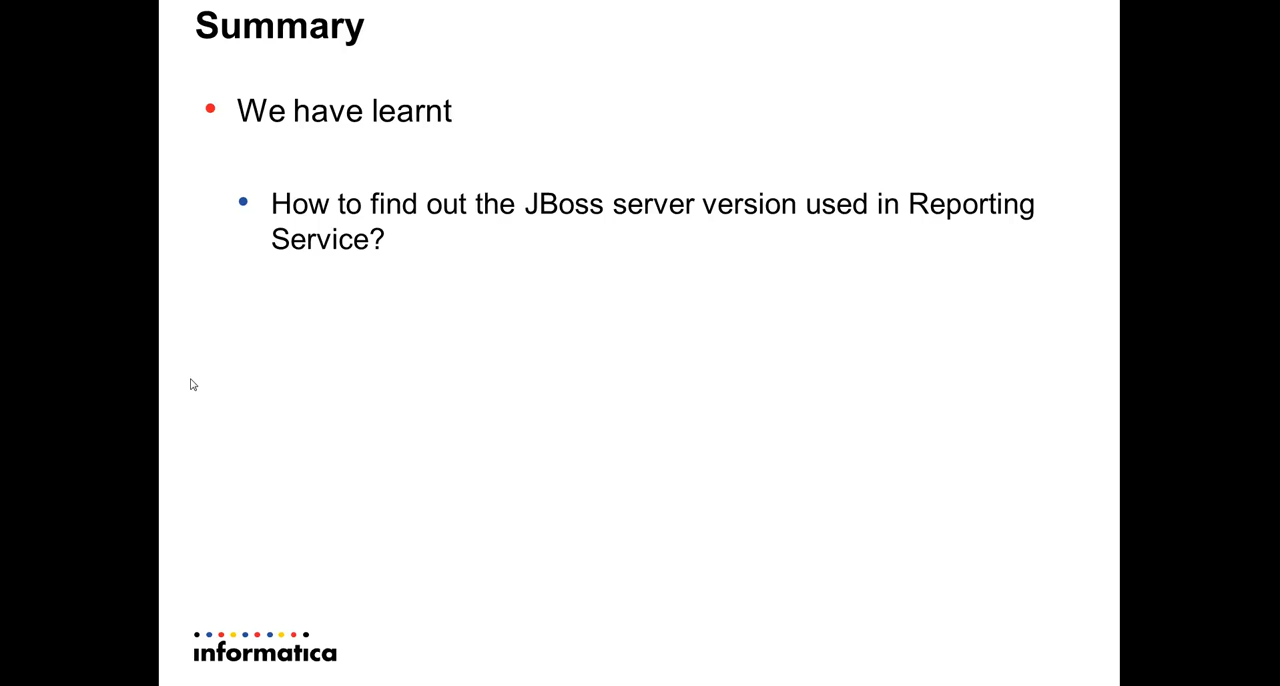 Summary
• We have learnt
• How to find out the JBoss server version used in Reporting
Service?
informatica